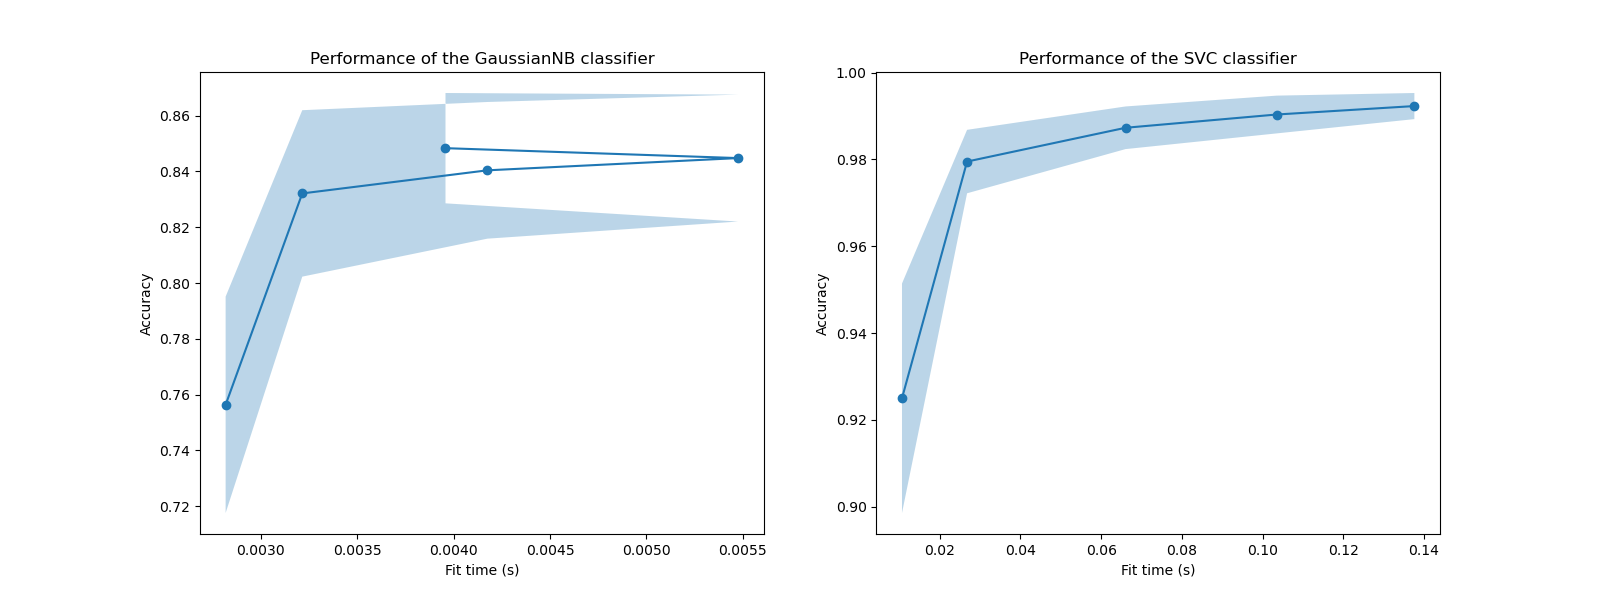 Performance of the GaussianNB classifier
Accuracy
0.86
0.84
0.82
0.80
0.78
0.76
0.74
0.72
0.0030 0.0035 0.0040 0.0045 0.0050 0.0055
Fit time (s)
Performance of the SVC classifier
Accuracy
1.00
0.98
0.96
0.94
0.92
0.90
0.02 0.04 0.06 0.08 0.10 0.12 0.14
Fit time (s)